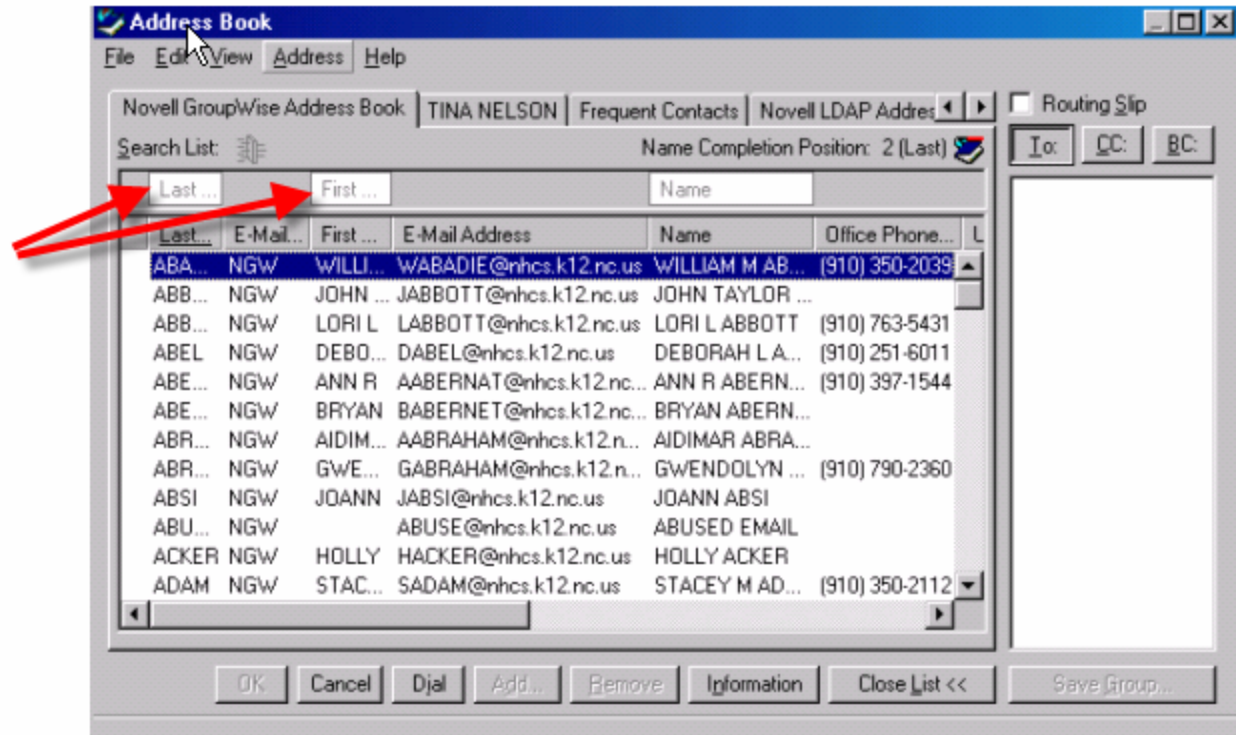 Address Book
File Edit View Address Help
Novell GroupWise Address Book TINA NELSON Frequent Contacts Novell LDAP Addres Routing Slip
Search List: Name Completion Position: 2 (Last) To: CC: BC:
Last ... First ... Name
Last... E-Mail... First ... E-Mail Address Name Office Phone... L
ABA... NGW WILLI... WABADIE@nhcs.k12.nc.us WILLIAM M AB... (910) 350-2039
ABB... NGW JOHN ... JABBOTT@nhcs.k12.nc.us JOHN TAYLOR ...
ABB... NGW LORI L LABBOTT@nhcs.k12.nc.us LORI L ABBOTT (910) 763-5431
ABEL NGW DEBO... DABEL@nhcs.k12.nc.us DEBORAH L A... (910) 251-6011
ABE... NGW ANN R AABERNAT@nhcs.k12.nc... ANN R ABERN... (910) 397-1544
ABE... NGW BRYAN BABERNET@nhcs.k12.nc... BRYAN ABERN...
ABR... NGW AIDIM... AABRAHAM@nhcs.k12.n... AIDIMAR ABRA...
ABR... NGW GWE... GABRAHAM@nhcs.k12.n... GWENDOLYN ... (910) 790-2360
ABSI NGW JOANN JABSI@nhcs.k12.nc.us JOANN ABSI
ABU... NGW ABUSE@nhcs.k12.nc.us ABUSED EMAIL
ACKER NGW HOLLY HACKER@nhcs.k12.nc.us HOLLY ACKER
ADAM NGW STAC... SADAM@nhcs.k12.nc.us STACEY M AD... (910) 350-2112
OK Cancel Dial Add... Remove Information Close List << Save Group...